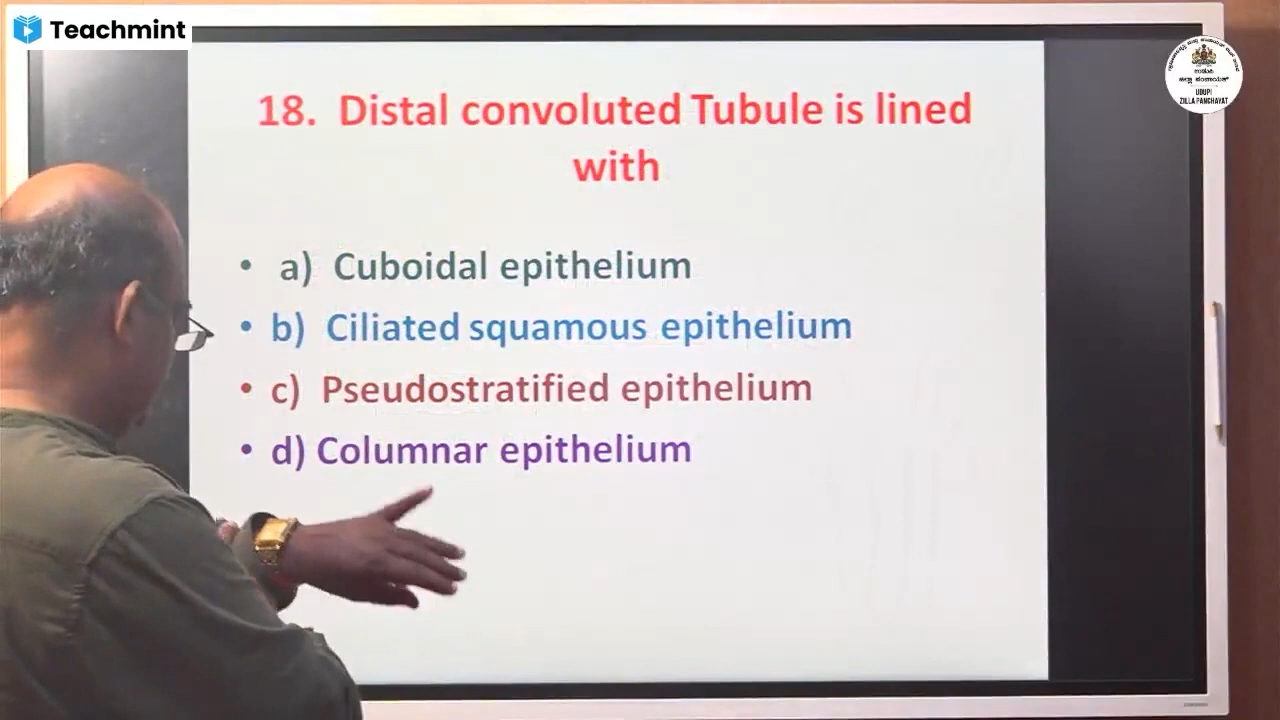 Teachmint
18. Distal convoluted Tubule is lined
with
• a) Cuboidal epithelium
• b) Ciliated squamous epithelium
• c) Pseudostratified epithelium
• d) Columnar epithelium
UDUPI
ZILLA PANCHAYAT